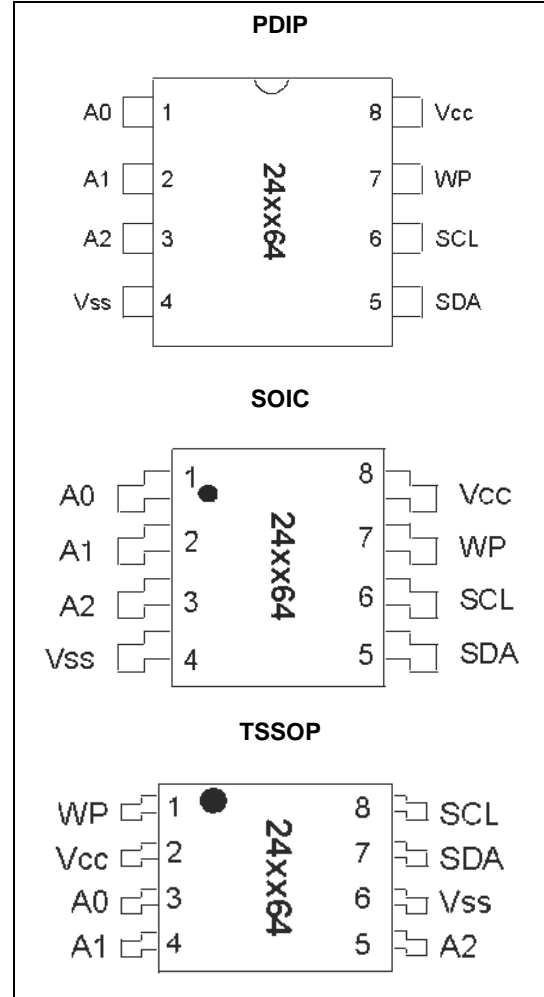 PDIP
A0 1 8 Vcc
A1 2 7 WP
A2 3 6 SCL
Vss 4 5 SDA
24xx64
SOIC
A0 1 8 Vcc
A1 2 7 WP
A2 3 6 SCL
Vss 4 5 SDA
24xx64
TSSOP
WP 1 8 SCL
Vcc 2 7 SDA
A0 3 6 Vss
A1 4 5 A2
24xx64